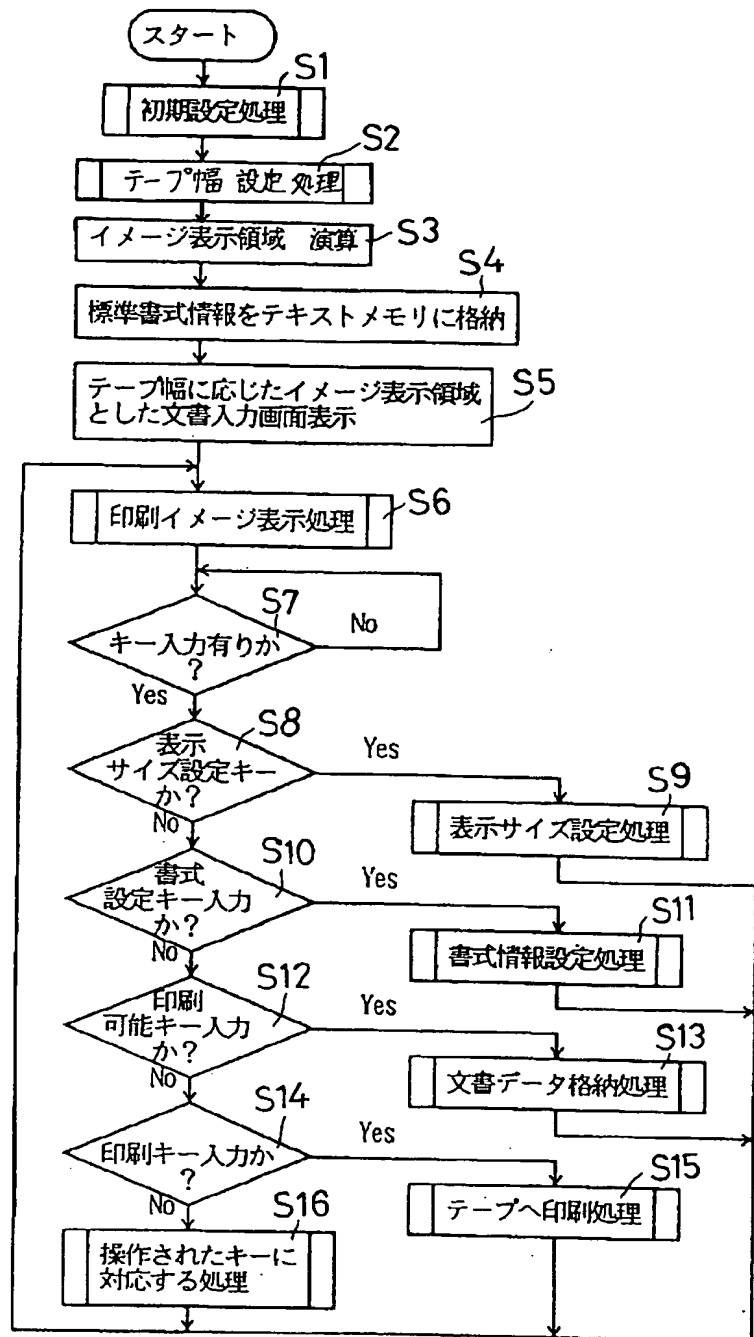 スタート
S1
初期設定処理
S2
テープ幅 設定処理
イメージ表示領域 演算
S3
S4
標準書式情報をテキストメモリに格納
テープ幅に応じたイメージ表示領域
とした文書入力画面表示
S5
印刷イメージ表示処理
S6
S7
キー入力有りか
?
No
Yes
S8
表示
サイズ設定キー
か?
Yes
No
S9
表示サイズ設定処理
S10
書式
設定キー入力
か?
Yes
No
S11
書式情報設定処理
S12
印刷
可能キー入力
か?
Yes
No
S13
文書データ格納処理
S14
印刷キー入力か
?
Yes
No
S15
テープへ印刷処理
S16
操作されたキーに
対応する処理